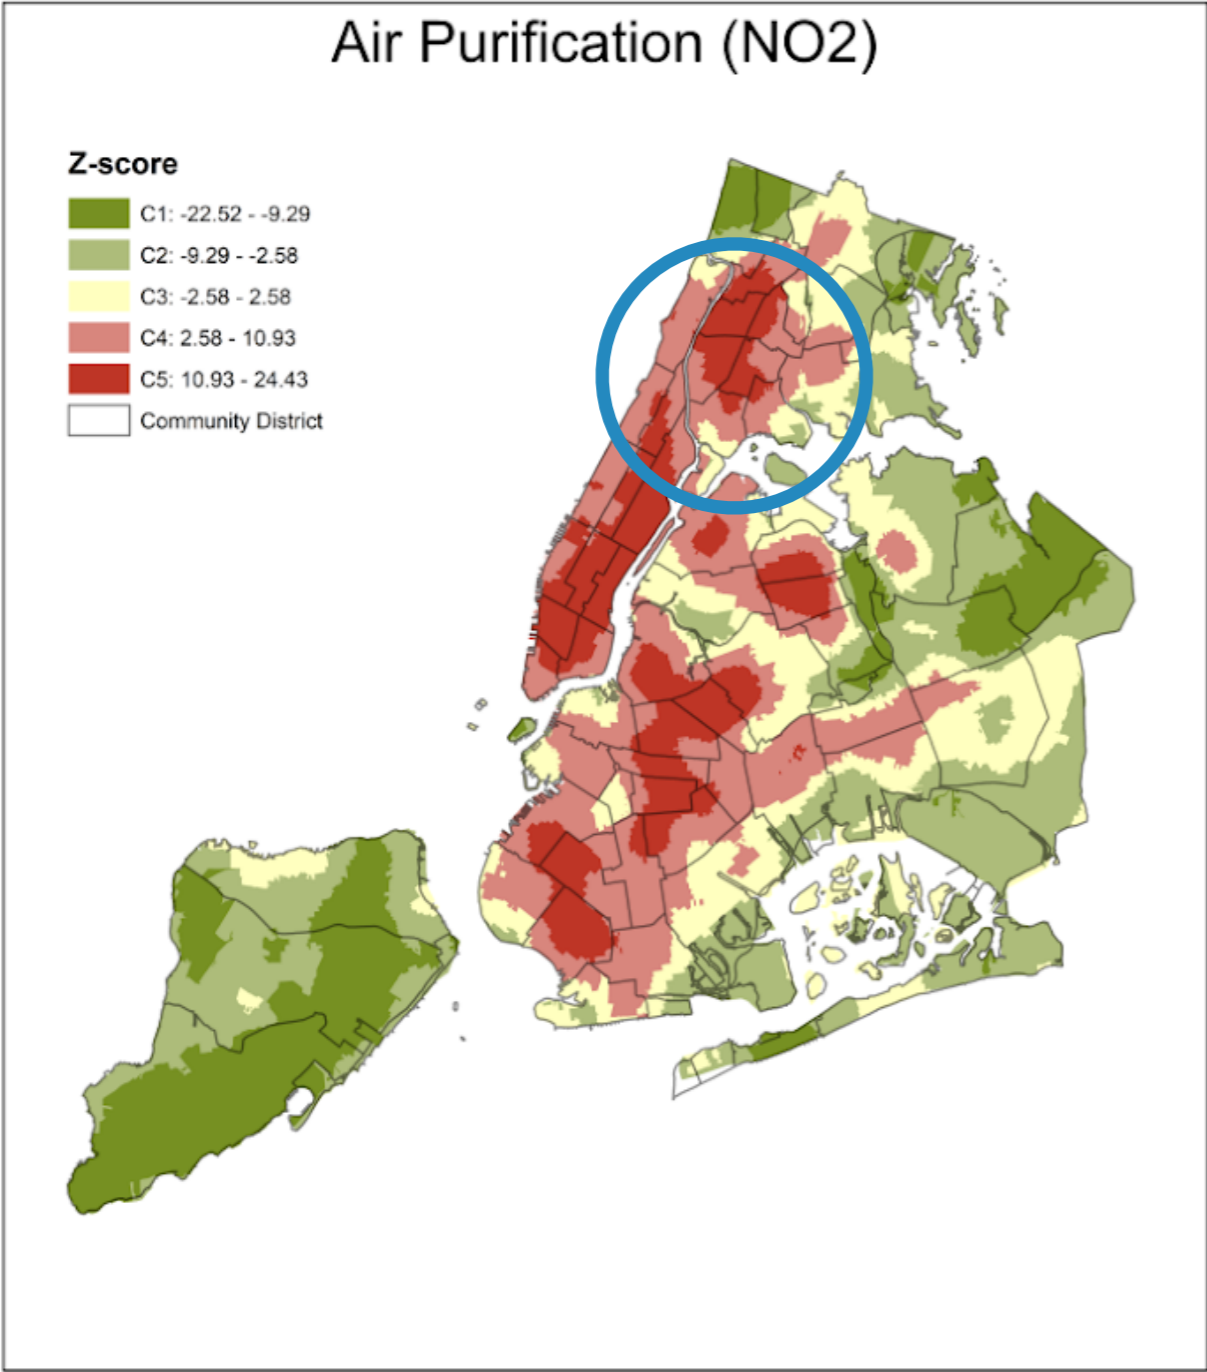 Air Purification (NO2)
Z-score
C1: -22.52 - -9.29
C2: -9.29 - -2.58
C3: -2.58 - 2.58
C4: 2.58 - 10.93
C5: 10.93 - 24.43
Community District